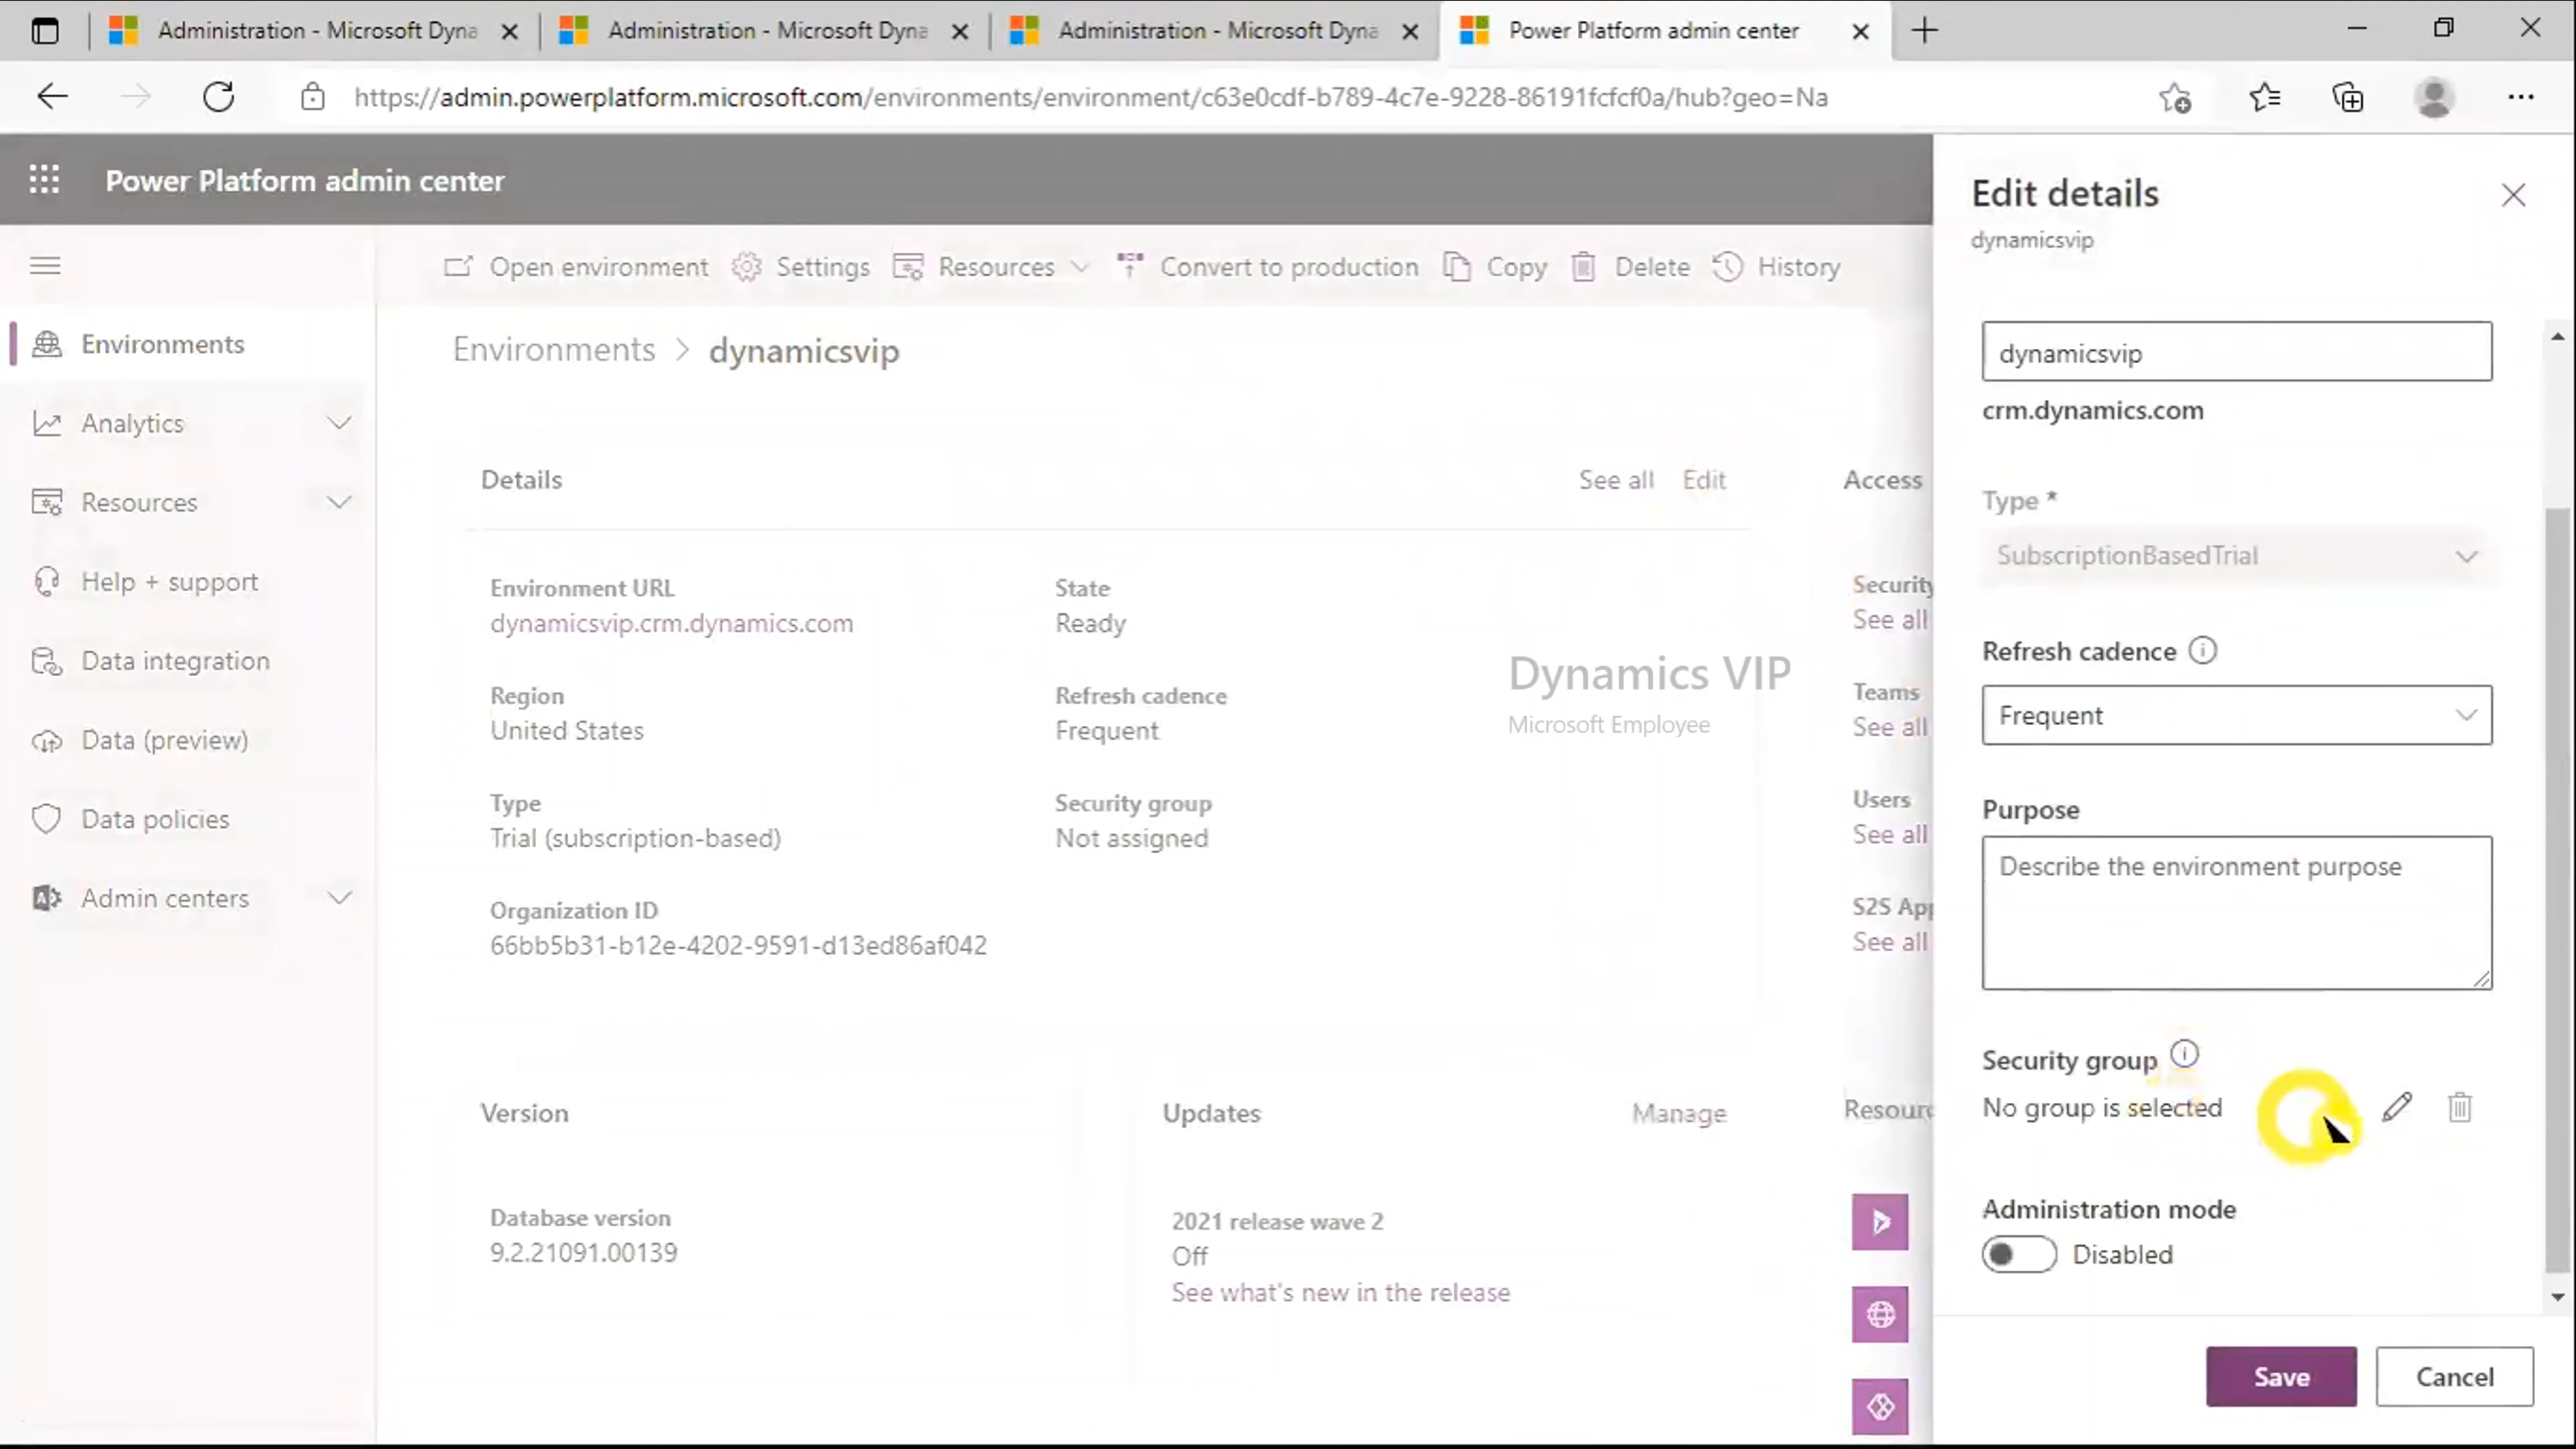 Administration - Microsoft Dyna
Administration - Microsoft Dyna
Administration - Microsoft Dyna
Power Platform admin center
https://admin.powerplatform.microsoft.com/environments/environment/c63e0cdf-b789-4c7e-9228-86191fcfcf0a/hub?geo=Na
Power Platform admin center
Open environment
Settings
Resources
Convert to production
Copy
Delete
History
Environments
Analytics
Resources
Help + support
Data integration
Data (preview)
Data policies
Admin centers
Environments > dynamicsvip
Details
See all
Edit
Environment URL
dynamicsvip.crm.dynamics.com
State
Ready
Region
United States
Refresh cadence
Frequent
Type
Trial (subscription-based)
Security group
Not assigned
Organization ID
66bb5b31-b12e-4202-9591-d13ed86af042
Dynamics VIP
Microsoft Employee
Access
Security
See all
Teams
See all
Users
See all
S2S App
See all
Version
Database version
9.2.21091.00139
Updates
Manage
2021 release wave 2
Off
See what's new in the release
Resourc
Edit details
dynamicsvip
dynamicsvip
crm.dynamics.com
Type *
SubscriptionBasedTrial
Refresh cadence
Frequent
Purpose
Describe the environment purpose
Security group
No group is selected
Administration mode
Disabled
Save
Cancel